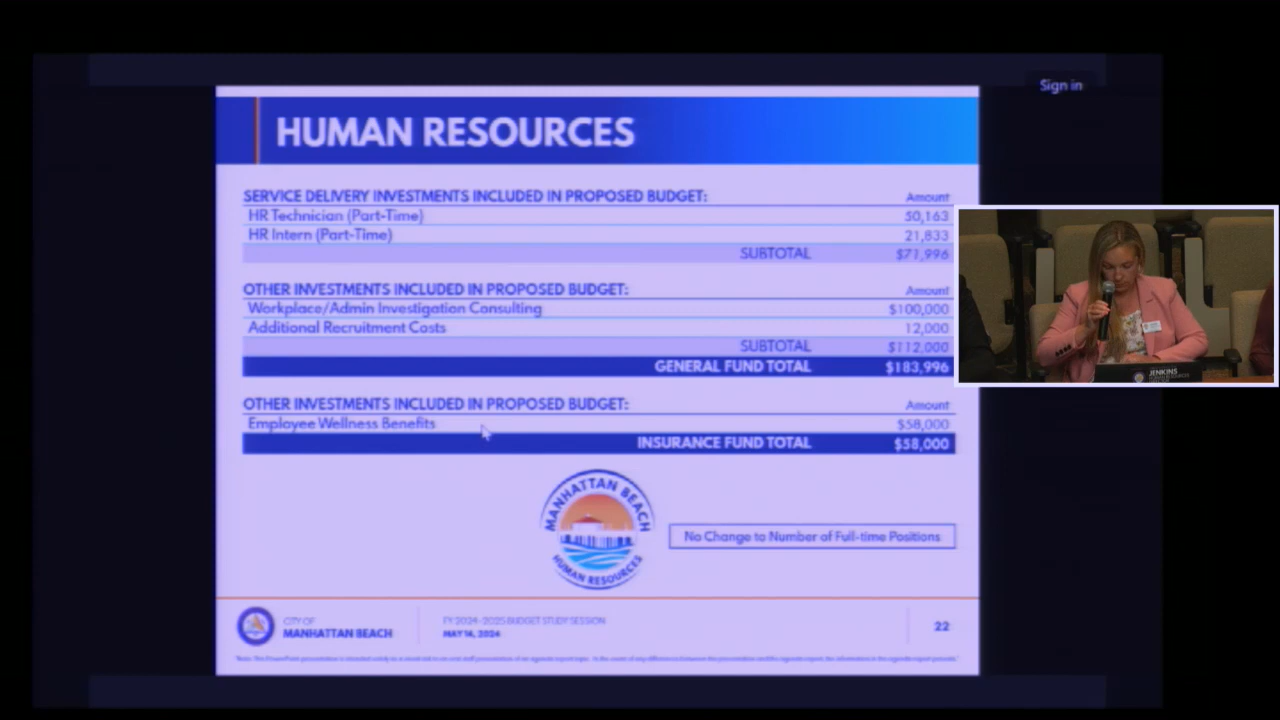 Sign in
HUMAN RESOURCES
SERVICE DELIVERY INVESTMENTS INCLUDED IN PROPOSED BUDGET: Amount
HR Technician (Part-Time) 50,163
HR Intern (Part-Time) 21,833
SUBTOTAL $71,996
OTHER INVESTMENTS INCLUDED IN PROPOSED BUDGET: Amount
Workplace/Admin Investigation Consulting $100,000
Additional Recruitment Costs 12,000
SUBTOTAL $112,000
GENERAL FUND TOTAL $183,996
OTHER INVESTMENTS INCLUDED IN PROPOSED BUDGET: Amount
Employee Wellness Benefits $58,000
INSURANCE FUND TOTAL $58,000
MANHATTAN BEACH
HUMAN RESOURCES
No Change to Number of Full-time Positions
CITY OF
MANHATTAN BEACH
FY 2024-2025 BUDGET STUDY SESSION
MAY 14, 2024
22
JENKINS
HUMAN RESOURCES
DIRECTOR